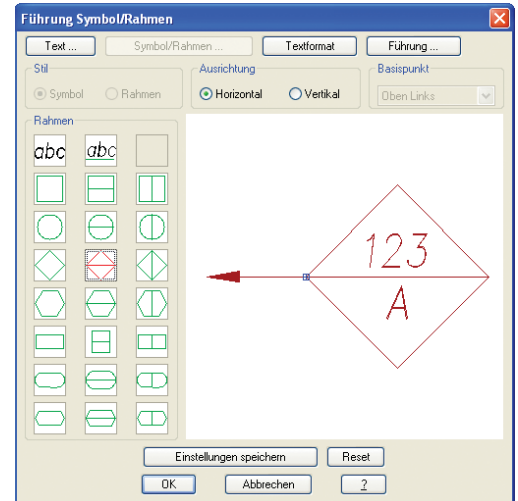 Führung Symbol/Rahmen
Text ... Symbol/Rahmen ... Textformat Führung ...
Stil Ausrichtung Basispunkt
Symbol Rahmen Horizontal Vertikal Oben Links
Rahmen
abc abc
123
A
Einstellungen speichern Reset
OK Abbrechen ?